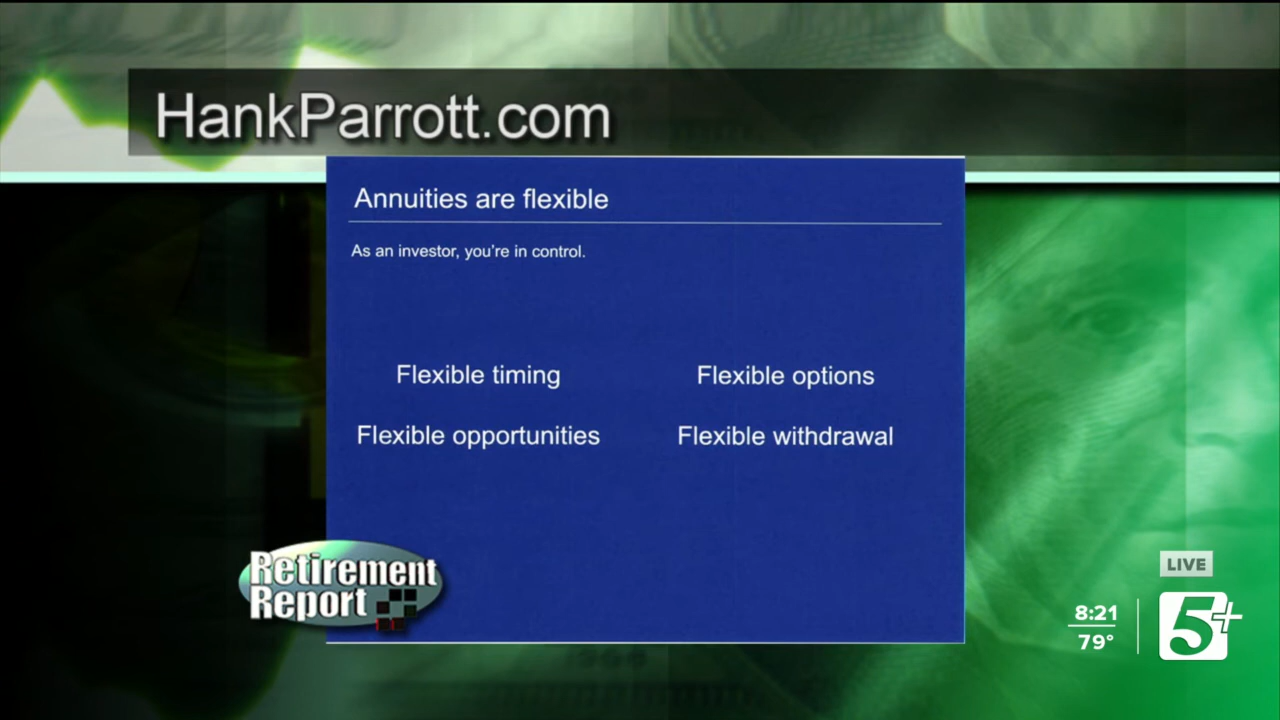 HankParrott.com
Annuities are flexible
As an investor, you're in control.
Flexible timing
Flexible options
Flexible opportunities
Flexible withdrawal
Retirement
Report
LIVE
8:21
79°
5+